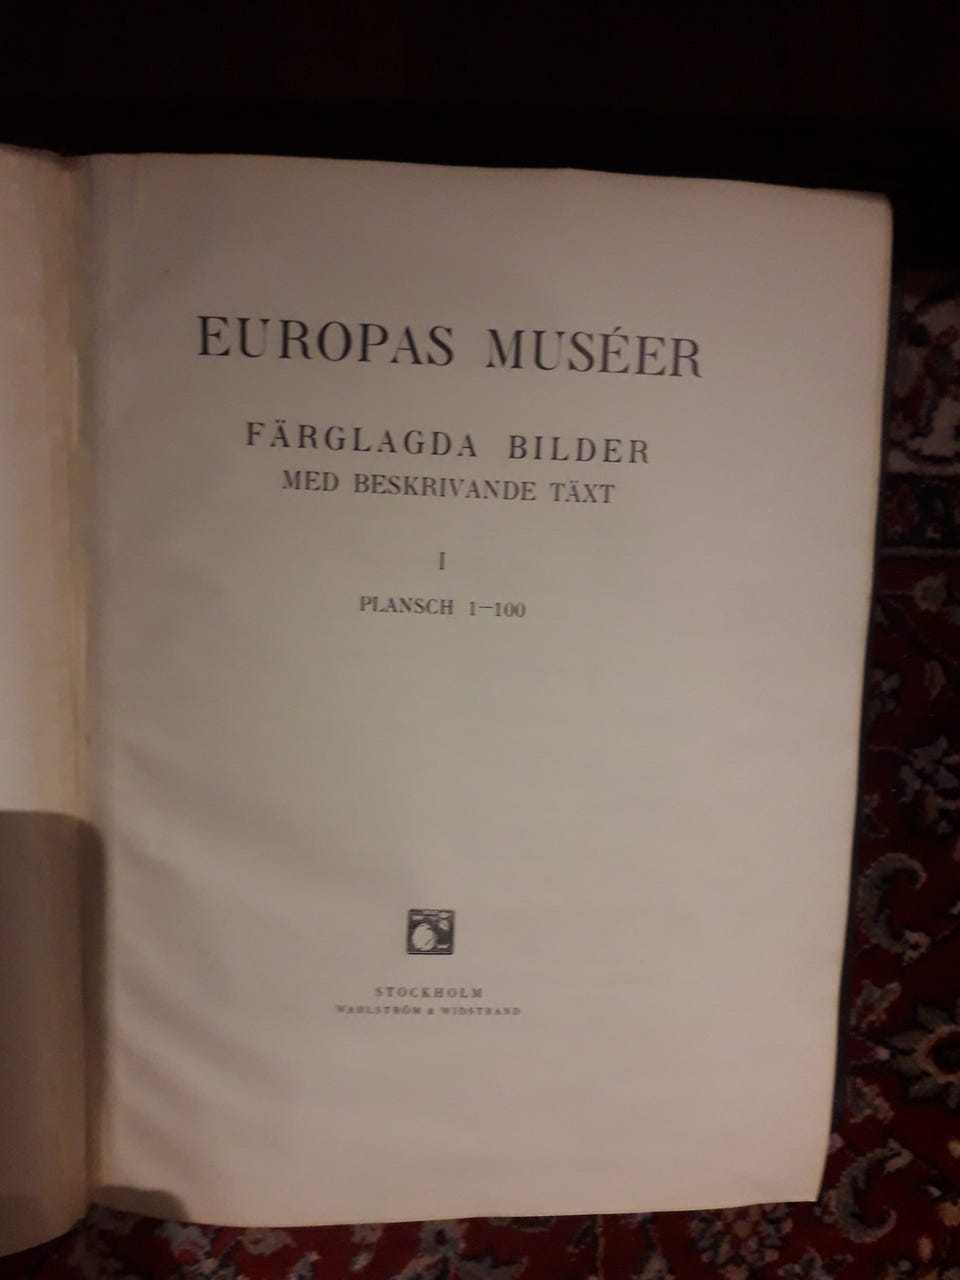 EUROPAS MUSÉER
FÄRGLAGDA BILDER
MED BESKRIVANDE TÄXT
I
PLANSCH 1—100
STOCKHOLM
WAHLSTRÖM & WIDSTRAND